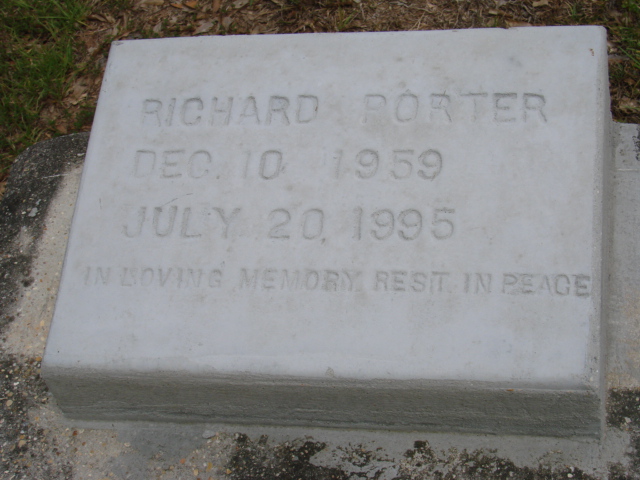 RICHARD PORTER
DEC. 10 1959
JULY 20, 1995
IN LOVING MEMORY REST IN PEACE